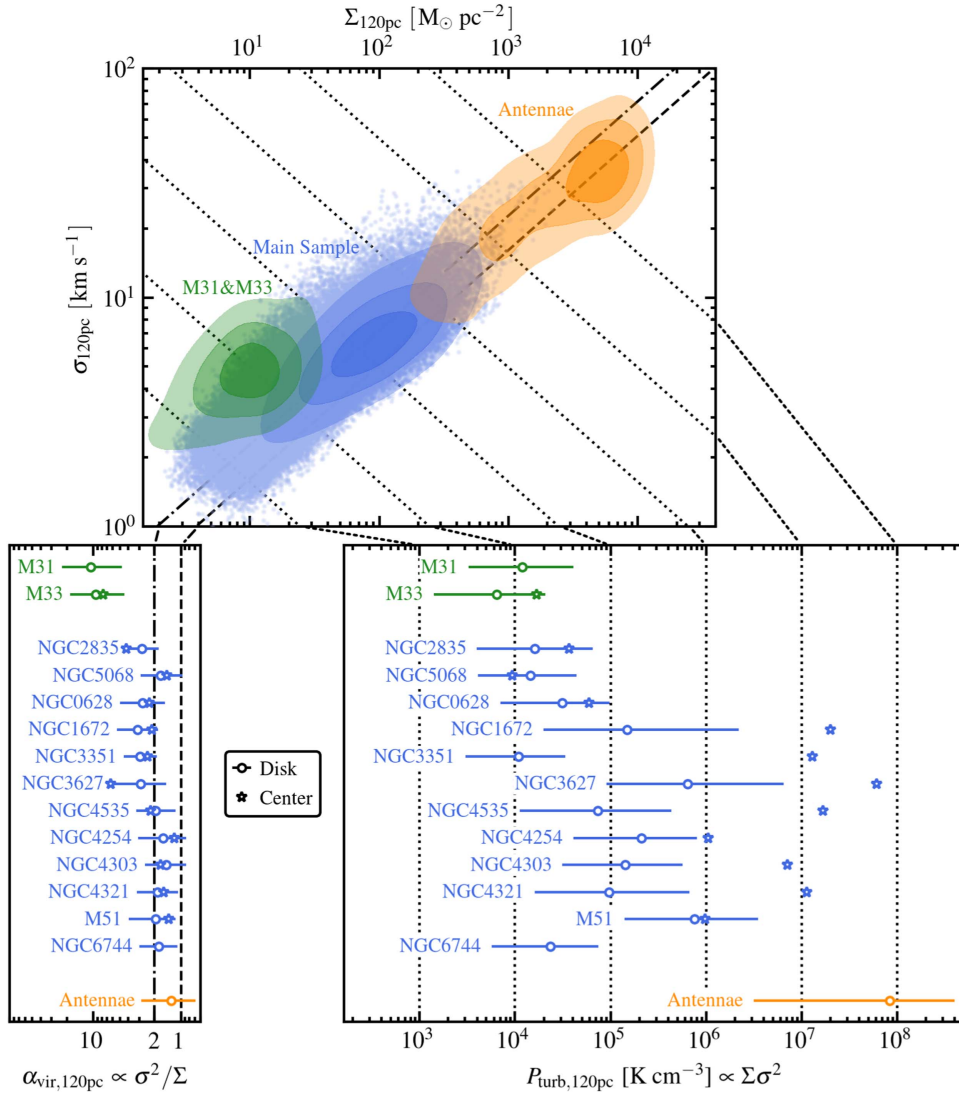 Σ120pc [M⊙ pc−2]
10^1 10^2 10^3 10^4
10^2
Antennae
Main Sample
M31&M33
σ120pc [km s−1]
10^1
10^0
M31
M33
NGC2835
NGC5068
NGC0628
NGC1672
NGC3351
NGC3627
NGC4535
NGC4254
NGC4303
NGC4321
M51
NGC6744
Antennae
10 2 1
αvir,120pc ∝ σ2/Σ
Disk
Center
M31
M33
NGC2835
NGC5068
NGC0628
NGC1672
NGC3351
NGC3627
NGC4535
NGC4254
NGC4303
NGC4321
M51
NGC6744
Antennae
10^3 10^4 10^5 10^6 10^7 10^8
Pturb,120pc [K cm−3] ∝ Σσ2